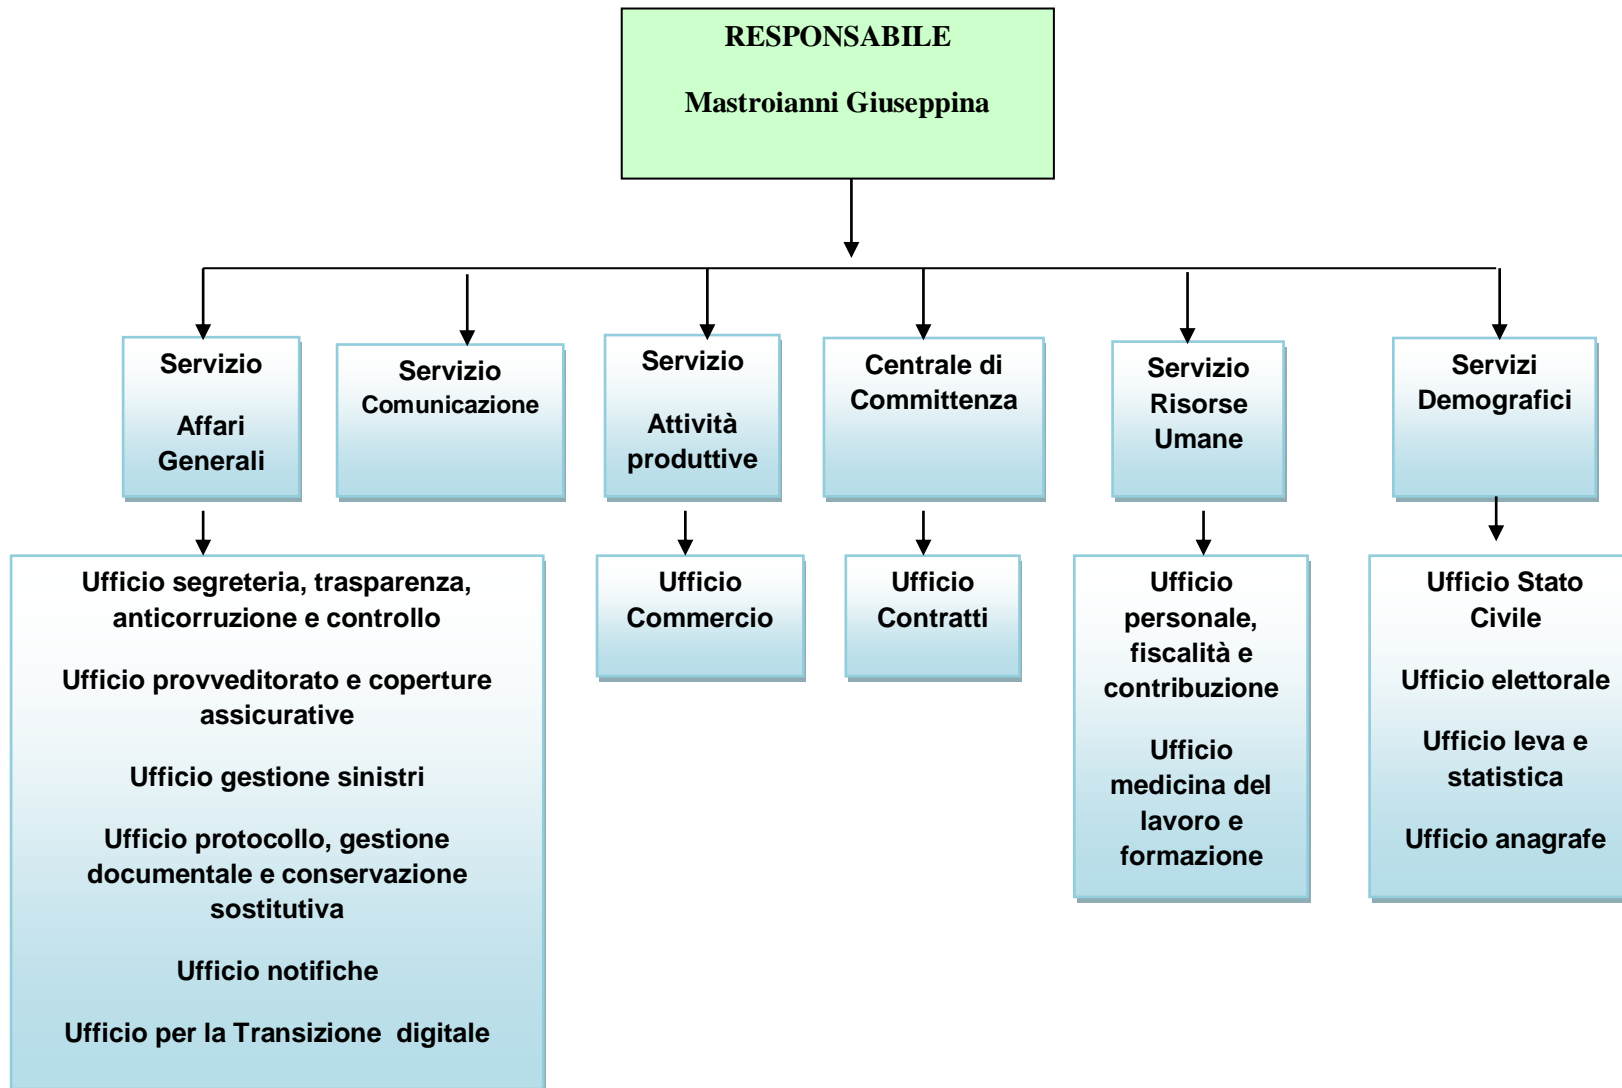 RESPONSABILE
Mastroianni Giuseppina
Servizio
Affari
Generali
Servizio
Comunicazione
Servizio
Attività
produttive
Centrale di
Committenza
Servizio
Risorse
Umane
Servizi
Demografici
Ufficio segreteria, trasparenza,
anticorruzione e controllo
Ufficio provveditorato e coperture
assicurative
Ufficio gestione sinistri
Ufficio protocollo, gestione
documentale e conservazione
sostitutiva
Ufficio notifiche
Ufficio per la Transizione  digitale
Ufficio
Commercio
Ufficio
Contratti
Ufficio
personale,
fiscalità e
contribuzione
Ufficio
medicina del
lavoro e
formazione
Ufficio Stato
Civile
Ufficio elettorale
Ufficio leva e
statistica
Ufficio anagrafe